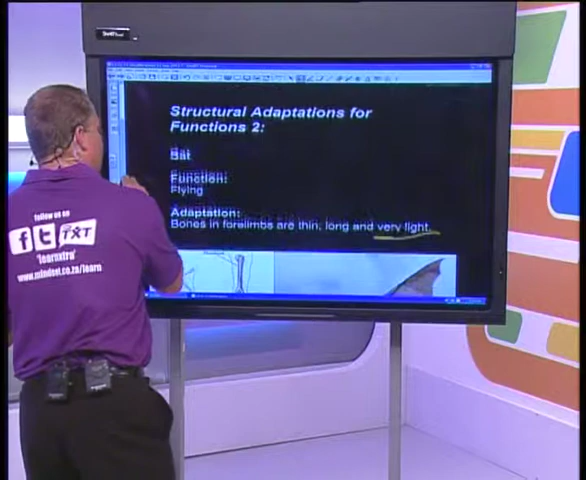 Structural Adaptations for
Functions 2:
Bat
Function:
Flying
Adaptation:
Bones in forelimbs are thin, long and very light.
follow us on
f t TXT
'learnxtra'
www.mindset.co.za/learn